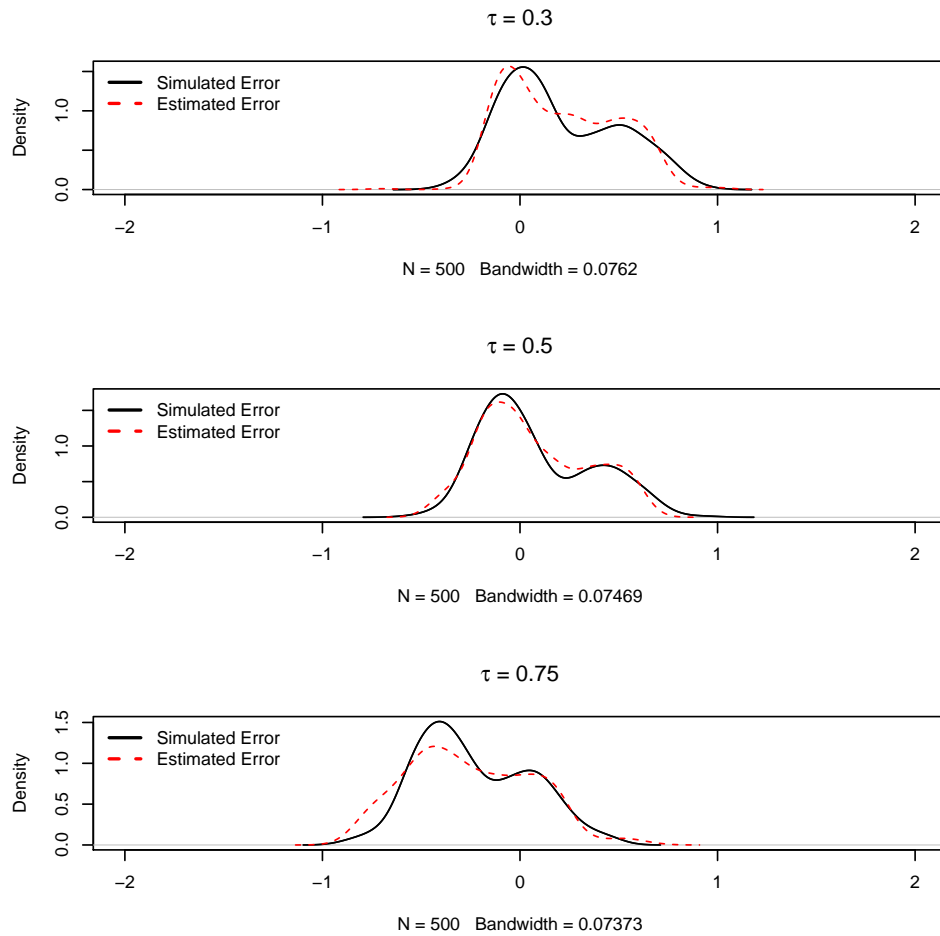 τ = 0.3
Density
0.0
1.0
Simulated Error
Estimated Error
−2
−1
0
1
2
N = 500 Bandwidth = 0.0762
τ = 0.5
Density
0.0
1.0
Simulated Error
Estimated Error
−2
−1
0
1
2
N = 500 Bandwidth = 0.07469
τ = 0.75
Density
0.0
0.5
1.0
1.5
Simulated Error
Estimated Error
−2
−1
0
1
2
N = 500 Bandwidth = 0.07373